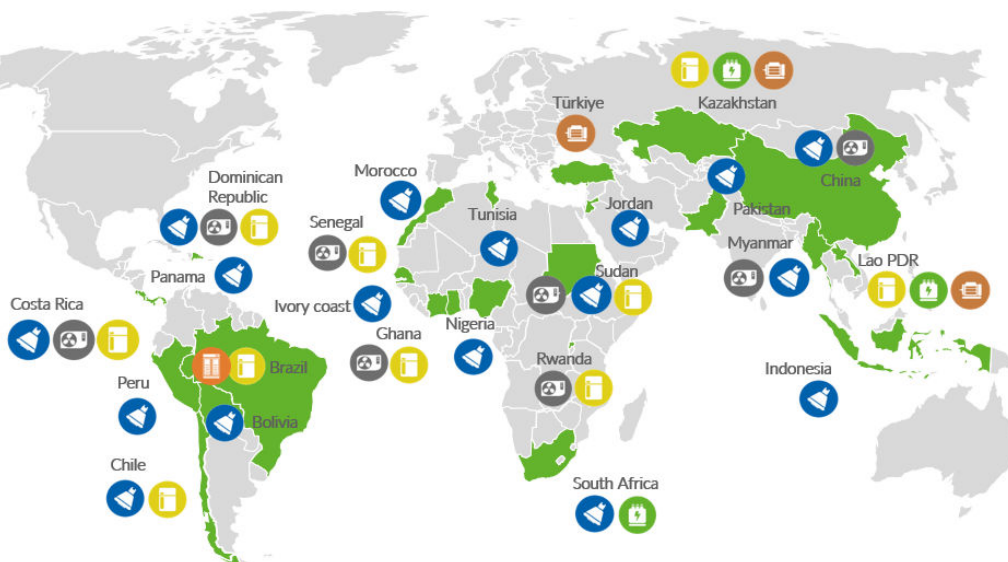 Türkiye
Kazakhstan
Dominican
Republic
Morocco
China
Senegal
Tunisia
Jordan
Pakistan
Panama
Myanmar
Lao PDR
Costa Rica
Ivory coast
Sudan
Ghana
Nigeria
Peru
Brazil
Rwanda
Indonesia
Bolivia
Chile
South Africa